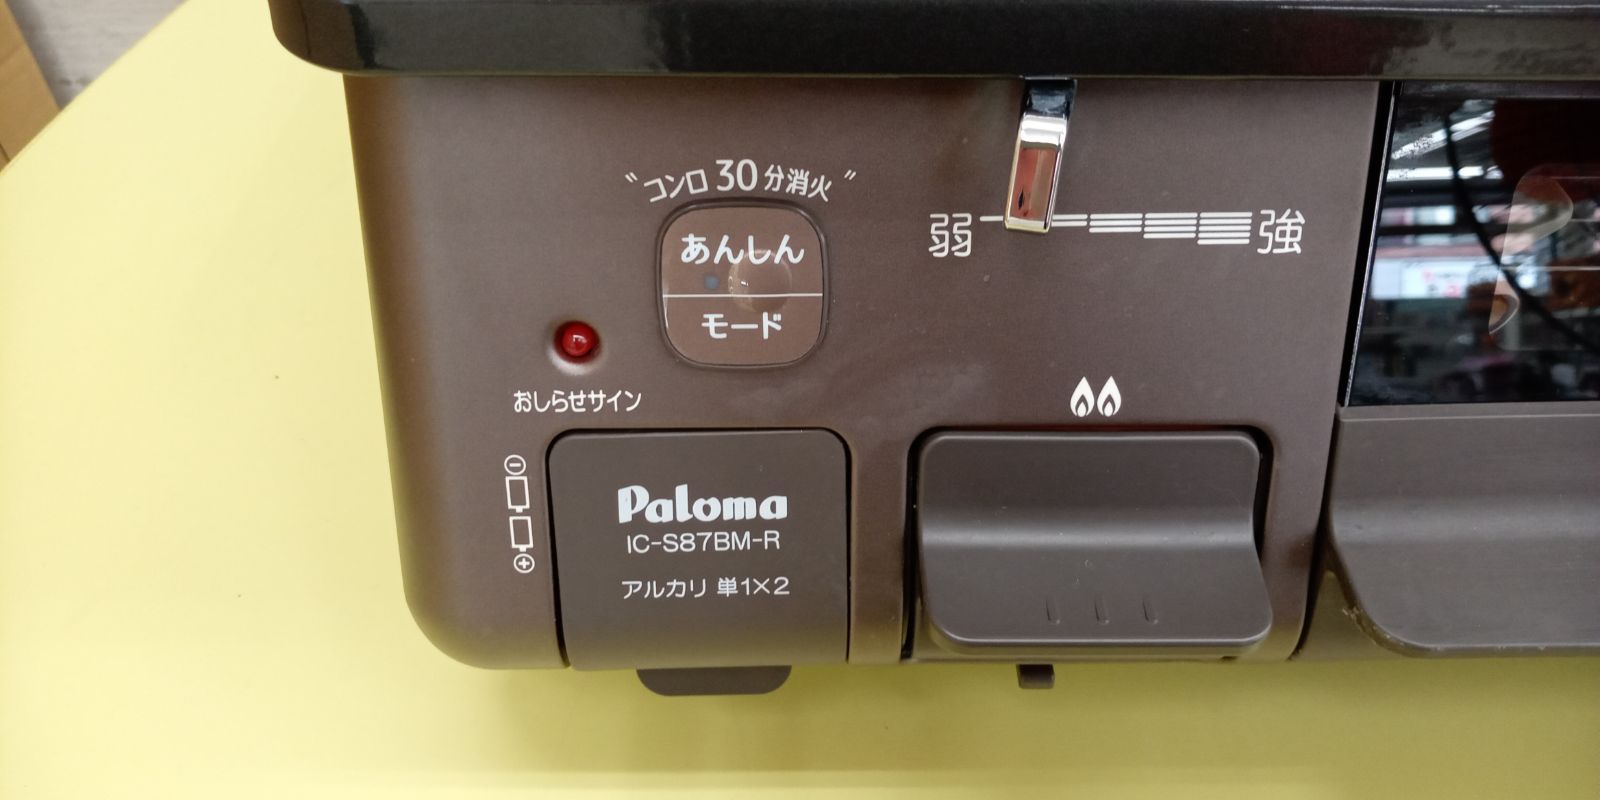 〝コンロ30分消火〞
あんしん
モード
弱 強
おしらせサイン
Paloma
IC-S87BM-R
アルカリ 単1×2